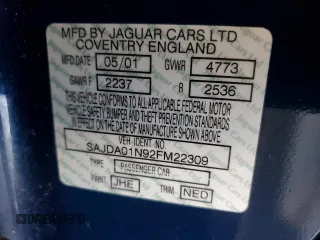 MFD BY JAGUAR CARS LTD
COVENTRY ENGLAND
MFD DATE 05/01 GVWR 4773
GAWR F 2237 R 2536
THIS VEHICLE CONFORMS TO ALL APPLICABLE FEDERAL MOTOR
VEHICLE SAFETY, BUMPER AND THEFT PREVENTION STANDARDS
IN EFFECT ON THE DATE OF MANUFACTURE SHOWN ABOVE
VEH IDENT NO.
SAJDA01N92FM22309
TYPE PASSENGER CAR
PAINT JHE TRIM NED